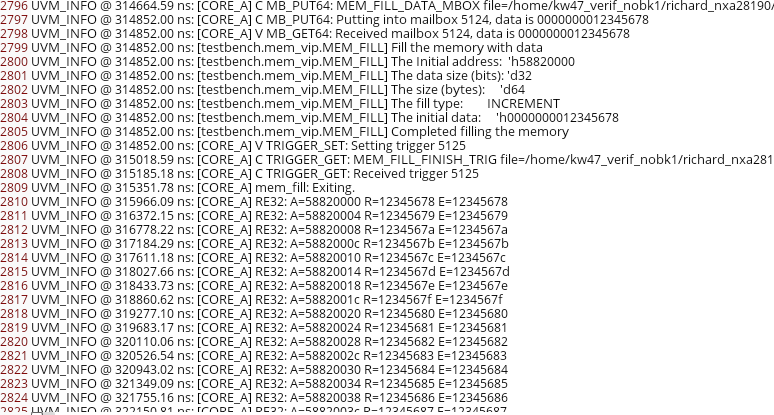 2796 UVM_INFO @ 314664.59 ns: [CORE_A] C MB_PUT64: MEM_FILL_DATA_MBOX file=/home/kw47_verif_nobk1/richard_nxa28190/
2797 UVM_INFO @ 314852.00 ns: [CORE_A] C MB_PUT64: Putting into mailbox 5124, data is 0000000012345678
2798 UVM_INFO @ 314852.00 ns: [CORE_A] V MB_GET64: Received mailbox 5124, data is 0000000012345678
2799 UVM_INFO @ 314852.00 ns: [testbench.mem_vip.MEM_FILL] Fill the memory with data
2800 UVM_INFO @ 314852.00 ns: [testbench.mem_vip.MEM_FILL] The Initial address: 'h58820000
2801 UVM_INFO @ 314852.00 ns: [testbench.mem_vip.MEM_FILL] The data size (bits): 'd32
2802 UVM_INFO @ 314852.00 ns: [testbench.mem_vip.MEM_FILL] The size (bytes): 'd64
2803 UVM_INFO @ 314852.00 ns: [testbench.mem_vip.MEM_FILL] The fill type: INCREMENT
2804 UVM_INFO @ 314852.00 ns: [testbench.mem_vip.MEM_FILL] The initial data: 'h0000000012345678
2805 UVM_INFO @ 314852.00 ns: [testbench.mem_vip.MEM_FILL] Completed filling the memory
2806 UVM_INFO @ 314852.00 ns: [CORE_A] V TRIGGER_SET: Setting trigger 5125
2807 UVM_INFO @ 315018.59 ns: [CORE_A] C TRIGGER_GET: MEM_FILL_FINISH_TRIG file=/home/kw47_verif_nobk1/richard_nxa281
2808 UVM_INFO @ 315185.18 ns: [CORE_A] C TRIGGER_GET: Received trigger 5125
2809 UVM_INFO @ 315351.78 ns: [CORE_A] mem_fill: Exiting.
2810 UVM_INFO @ 315966.09 ns: [CORE_A] RE32: A=58820000 R=12345678 E=12345678
2811 UVM_INFO @ 316372.15 ns: [CORE_A] RE32: A=58820004 R=12345679 E=12345679
2812 UVM_INFO @ 316778.22 ns: [CORE_A] RE32: A=58820008 R=1234567a E=1234567a
2813 UVM_INFO @ 317184.29 ns: [CORE_A] RE32: A=5882000c R=1234567b E=1234567b
2814 UVM_INFO @ 317611.18 ns: [CORE_A] RE32: A=58820010 R=1234567c E=1234567c
2815 UVM_INFO @ 318027.66 ns: [CORE_A] RE32: A=58820014 R=1234567d E=1234567d
2816 UVM_INFO @ 318433.73 ns: [CORE_A] RE32: A=58820018 R=1234567e E=1234567e
2817 UVM_INFO @ 318860.62 ns: [CORE_A] RE32: A=5882001c R=1234567f E=1234567f
2818 UVM_INFO @ 319277.10 ns: [CORE_A] RE32: A=58820020 R=12345680 E=12345680
2819 UVM_INFO @ 319683.17 ns: [CORE_A] RE32: A=58820024 R=12345681 E=12345681
2820 UVM_INFO @ 320110.06 ns: [CORE_A] RE32: A=58820028 R=12345682 E=12345682
2821 UVM_INFO @ 320526.54 ns: [CORE_A] RE32: A=5882002c R=12345683 E=12345683
2822 UVM_INFO @ 320943.02 ns: [CORE_A] RE32: A=58820030 R=12345684 E=12345684
2823 UVM_INFO @ 321349.09 ns: [CORE_A] RE32: A=58820034 R=12345685 E=12345685
2824 UVM_INFO @ 321755.16 ns: [CORE_A] RE32: A=58820038 R=12345686 E=12345686
2825 UVM_INFO @ 322150.81 ns: [CORE_A] RE32: A=5882003c R=12345687 E=12345687